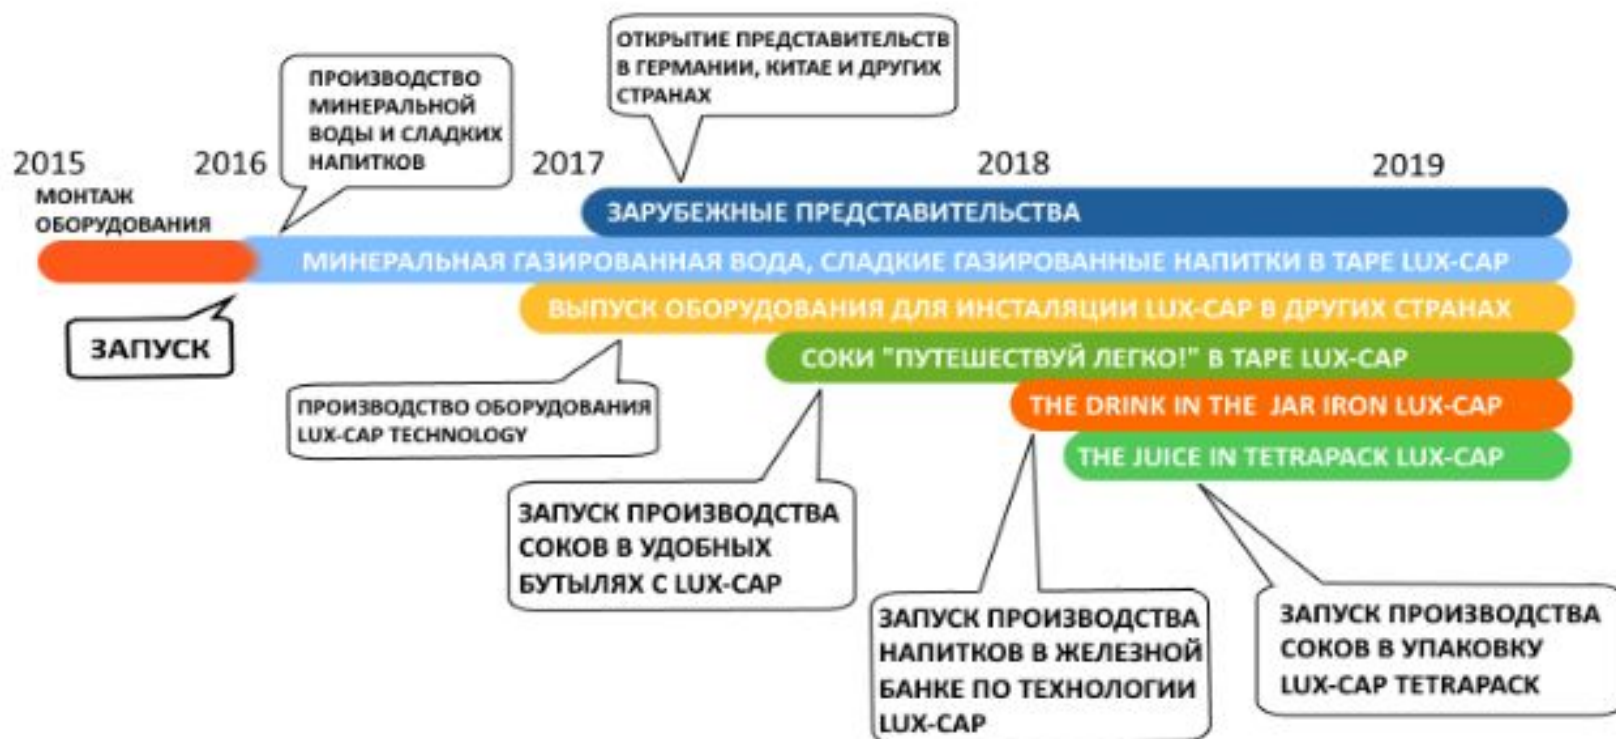 ОТКРЫТИЕ ПРЕДСТАВИТЕЛЬСТВ
В ГЕРМАНИИ, КИТАЕ И ДРУГИХ
СТРАНАХ
ПРОИЗВОДСТВО
МИНЕРАЛЬНОЙ
ВОДЫ И СЛАДКИХ
НАПИТКОВ
2015 2016 2017 2018 2019
МОНТАЖ
ОБОРУДОВАНИЯ
ЗАРУБЕЖНЫЕ ПРЕДСТАВИТЕЛЬСТВА
МИНЕРАЛЬНАЯ ГАЗИРОВАННАЯ ВОДА, СЛАДКИЕ ГАЗИРОВАННЫЕ НАПИТКИ В ТАРЕ LUX-CAP
ВЫПУСК ОБОРУДОВАНИЯ ДЛЯ ИНСТАЛЯЦИИ LUX-CAP В ДРУГИХ СТРАНАХ
ЗАПУСК
СОКИ "ПУТЕШЕСТВУЙ ЛЕГКО!" В ТАРЕ LUX-CAP
THE DRINK IN THE JAR IRON LUX-CAP
THE JUICE IN TETRAPACK LUX-CAP
ПРОИЗВОДСТВО ОБОРУДОВАНИЯ
LUX-CAP TECHNOLOGY
ЗАПУСК ПРОИЗВОДСТВА
СОКОВ В УДОБНЫХ
БУТЫЛЯХ С LUX-CAP
ЗАПУСК ПРОИЗВОДСТВА
НАПИТКОВ В ЖЕЛЕЗНОЙ
БАНКЕ ПО ТЕХНОЛОГИИ
LUX-CAP
ЗАПУСК ПРОИЗВОДСТВА
СОКОВ В УПАКОВКУ
LUX-CAP TETRAPACK